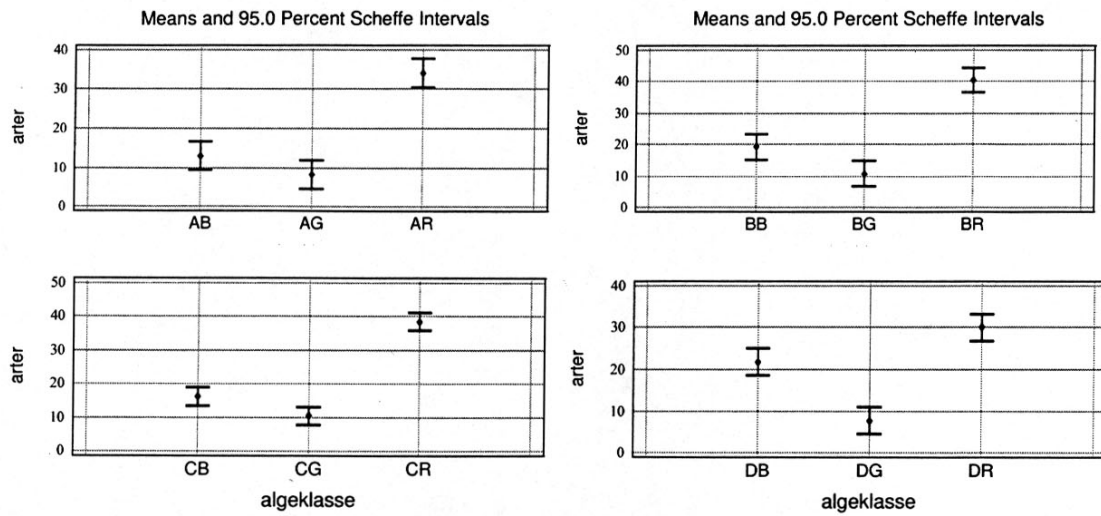 Means and 95.0 Percent Scheffe Intervals
40
30
20
10
0
arter
AB AG AR
Means and 95.0 Percent Scheffe Intervals
50
40
30
20
10
0
arter
BB BG BR
50
40
30
20
10
0
arter
CB CG CR
algeklasse
40
30
20
10
0
arter
DB DG DR
algeklasse